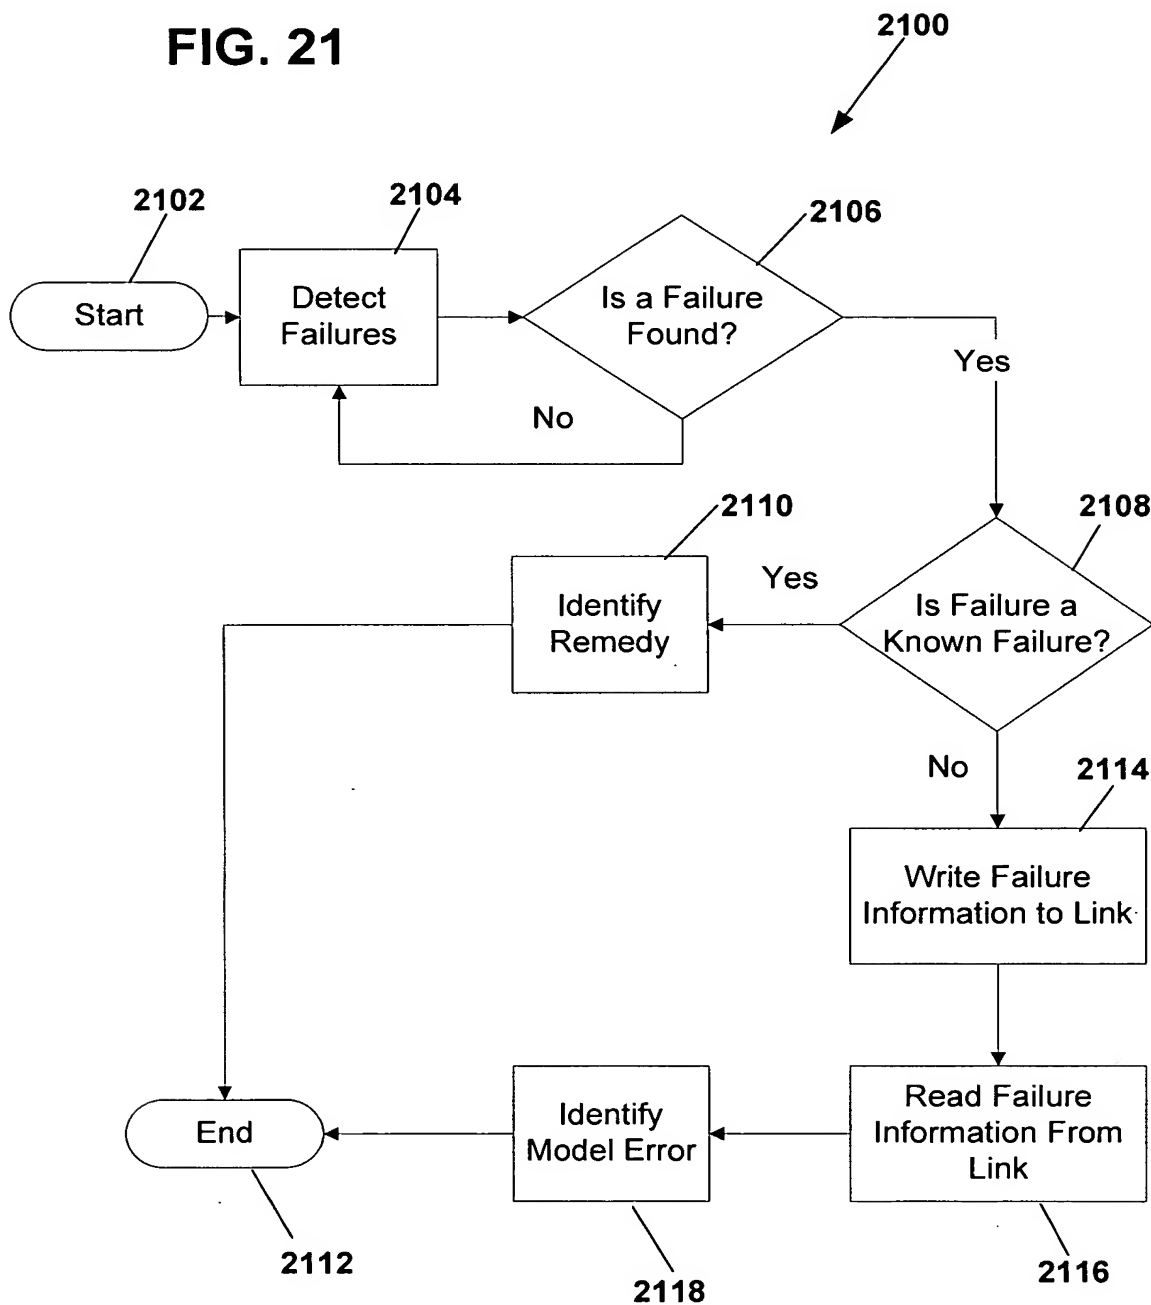 FIG. 21
2100
2102
2104
2106
Start
Detect
Failures
Is a Failure
Found?
Yes
No
2110
2108
Identify
Remedy
Yes
Is Failure a
Known Failure?
No
2114
Write Failure
Information to Link
Read Failure
Information From
Link
Identify
Model Error
End
2112
2118
2116